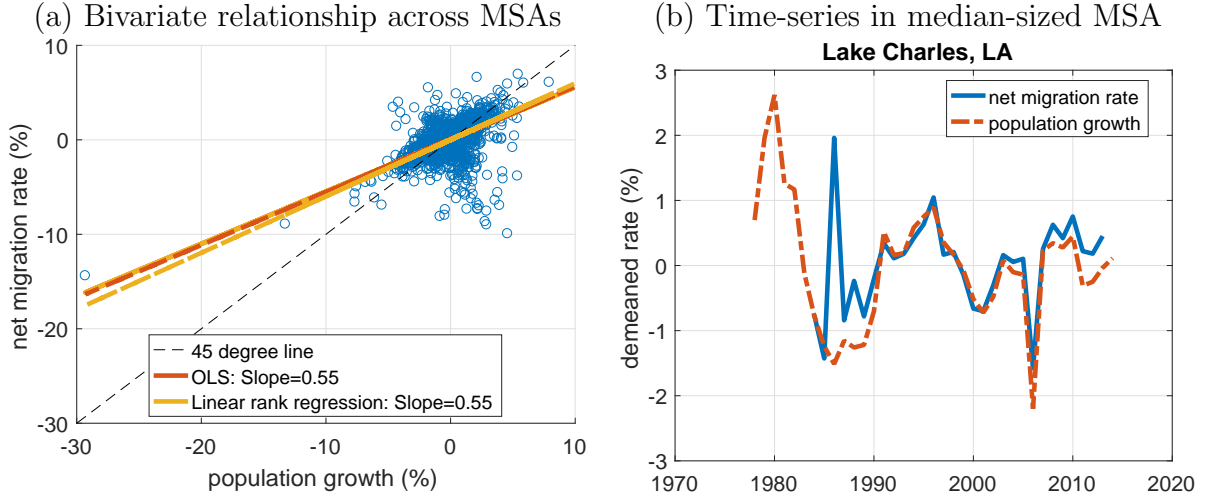 (a) Bivariate relationship across MSAs
10
0
-10
-20
-30
net migration rate (%)
45 degree line
OLS: Slope=0.55
Linear rank regression: Slope=0.55
-30
-20
-10
0
10
population growth (%)
(b) Time-series in median-sized MSA
Lake Charles, LA
3
2
1
0
-1
-2
-3
demeaned rate (%)
net migration rate
population growth
1970
1980
1990
2000
2010
2020